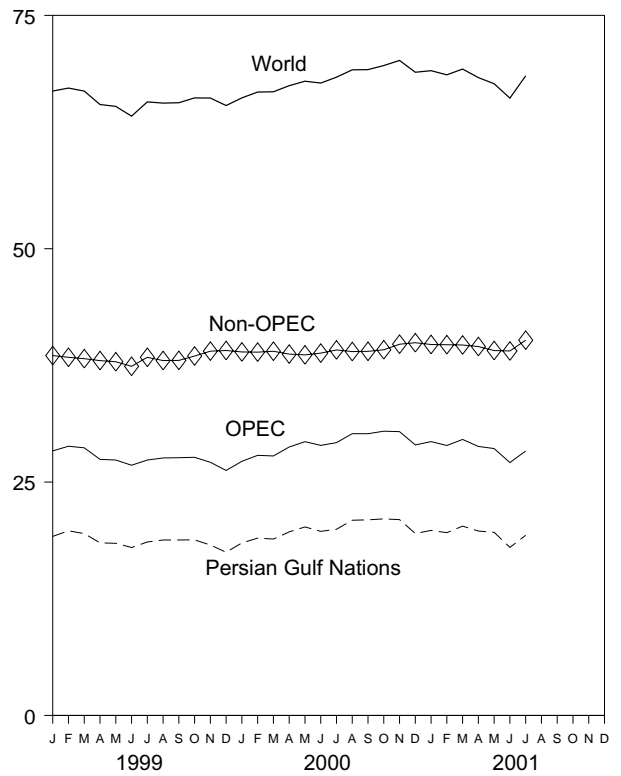 75
World
50
Non-OPEC
OPEC
25
Persian Gulf Nations
0
J F M A M J J A S O N D J F M A M J J A S O N D J F M A M J J A S O N D
1999 2000 2001